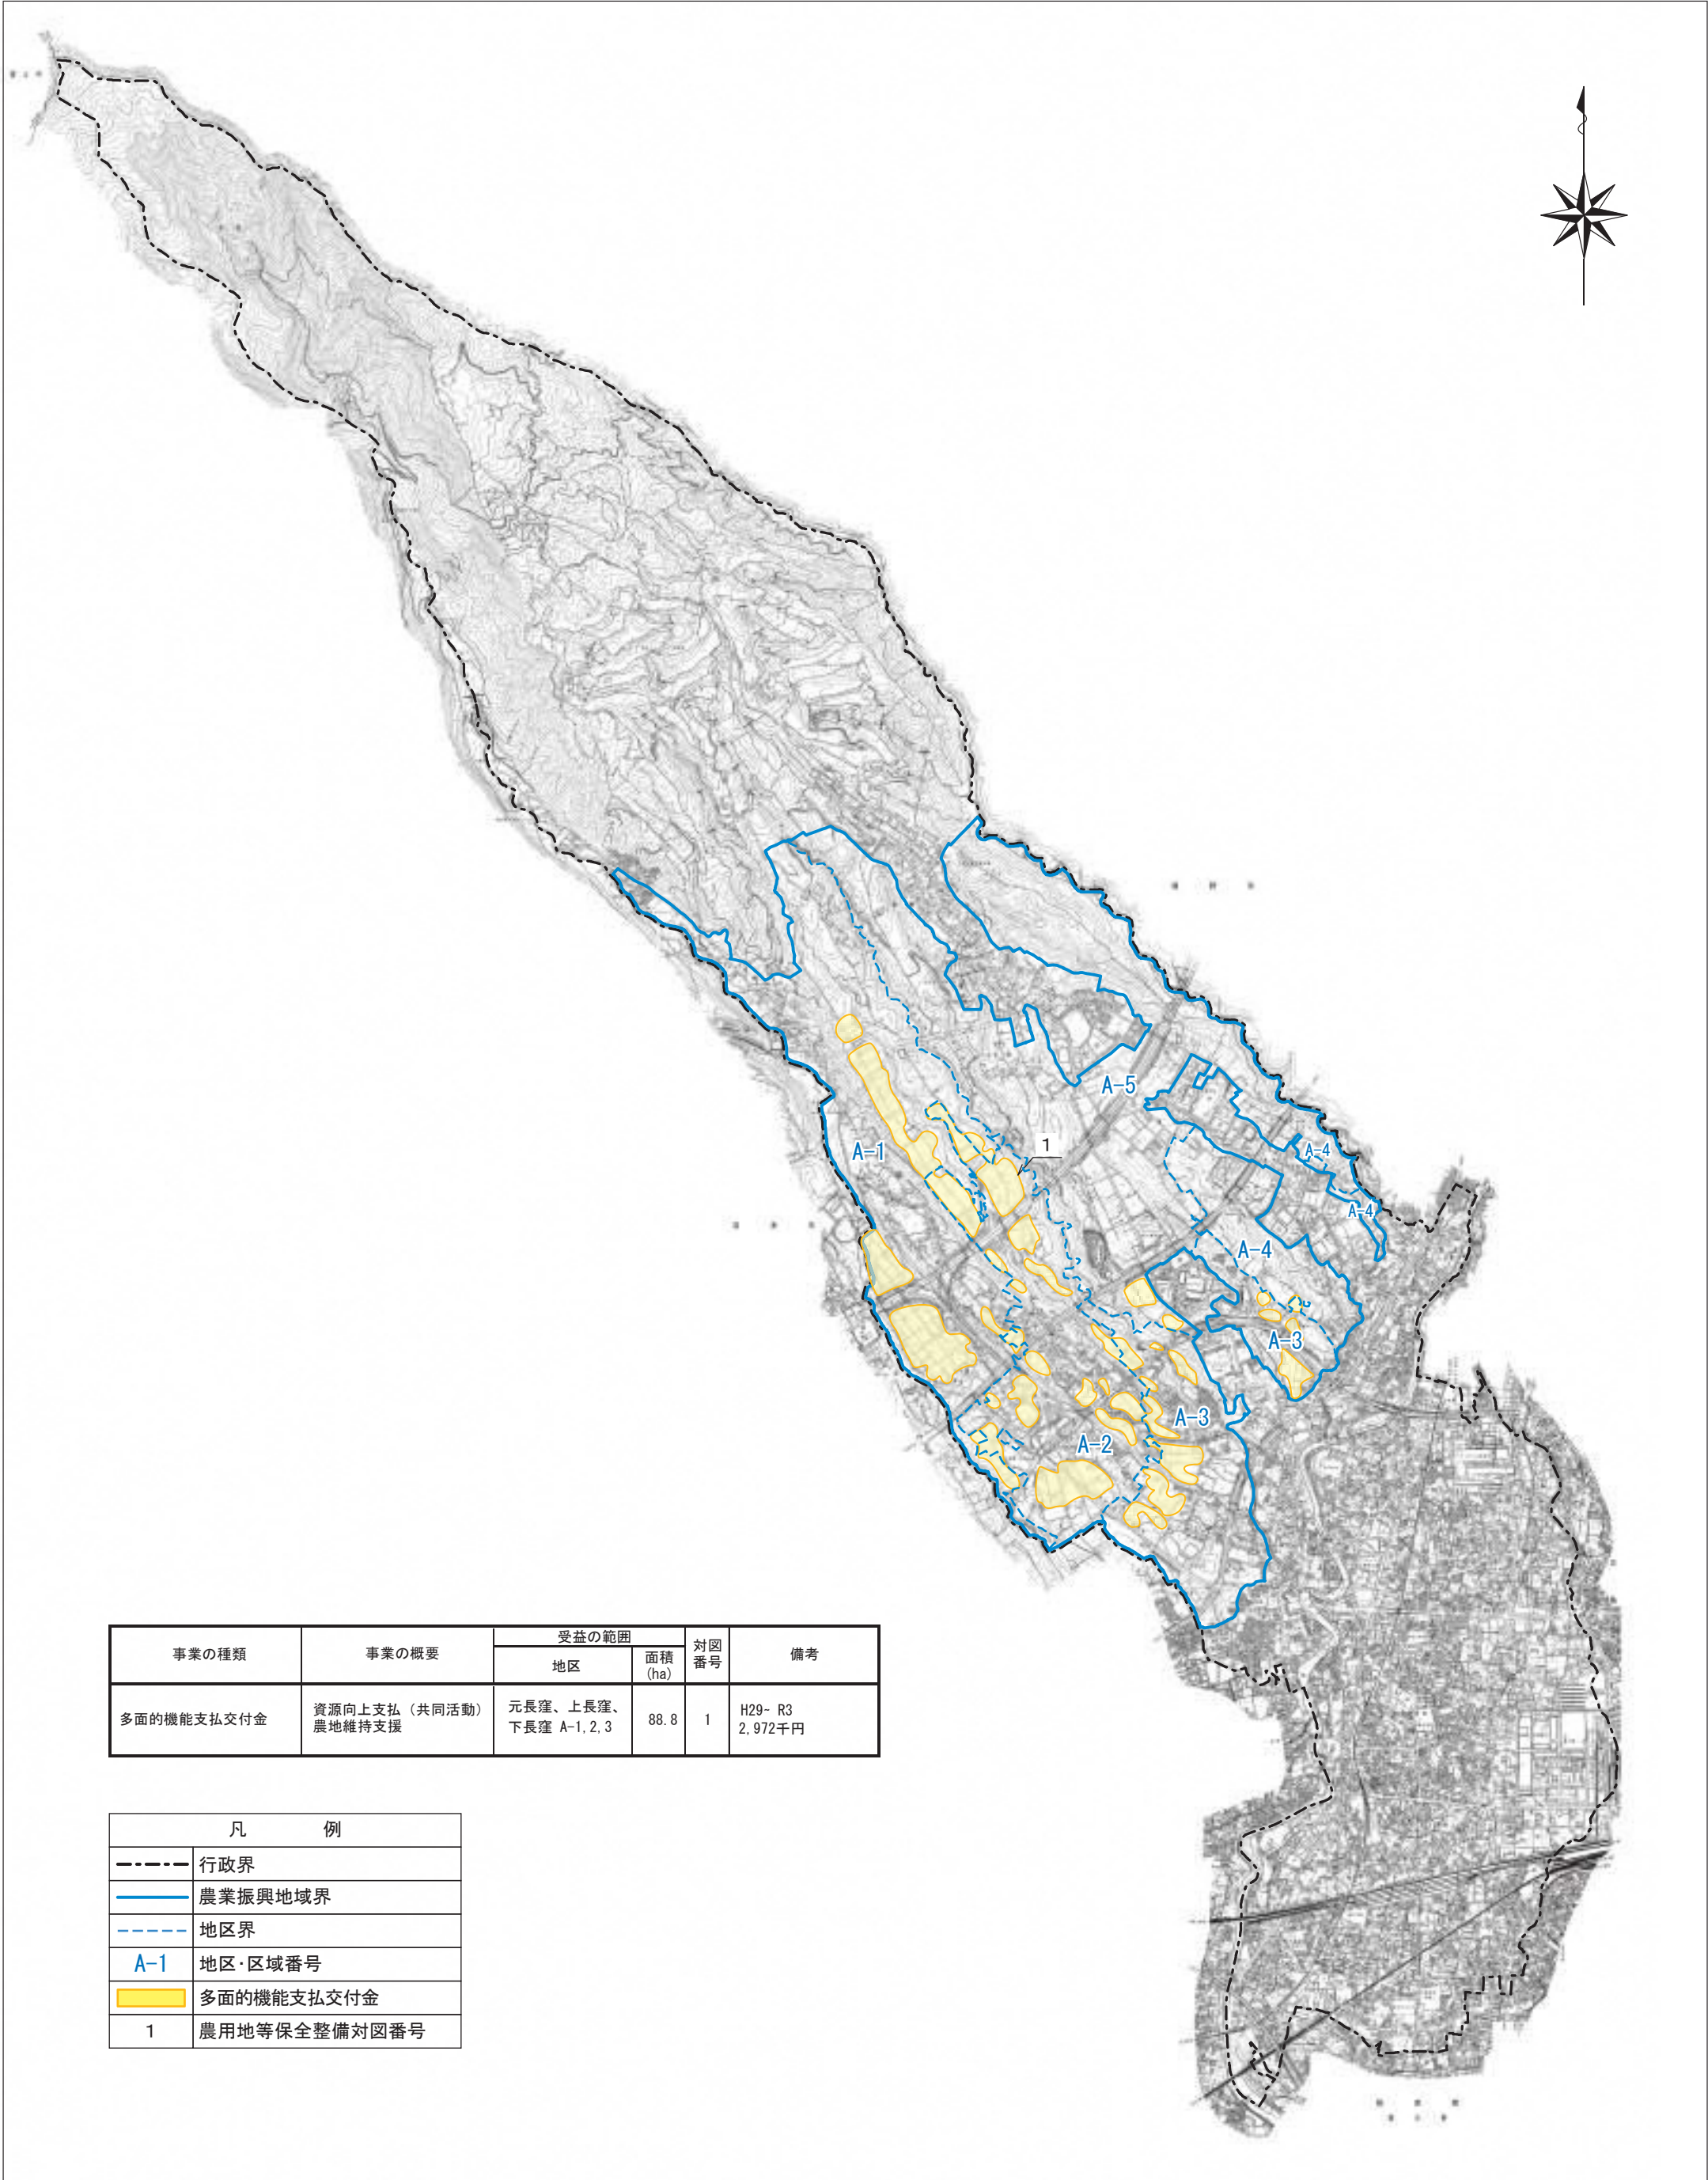 A-5
A-4
1
A-1
A-4
A-4
A-3
A-3
A-2
事業の種類
事業の概要
受益の範囲
地区
面積
(ha)
対図
番号
備考
多面的機能支払交付金
資源向上支払（共同活動）
農地維持支援
元長窪、上長窪、
下長窪 A-1,2,3
88.8
1
H29~ R3
2,972千円
凡　　例
行政界
農業振興地域界
地区界
A-1 地区･区域番号
多面的機能支払交付金
1 農用地等保全整備対図番号